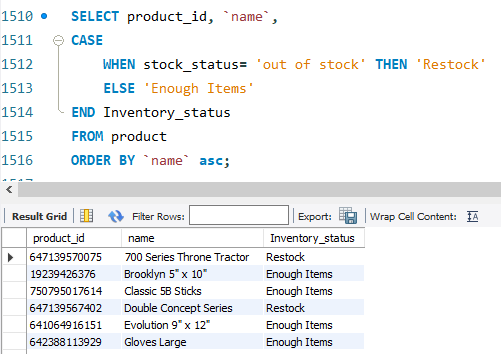 1510 SELECT product_id, `name`,
1511 CASE
1512 WHEN stock_status= 'out of stock' THEN 'Restock'
1513 ELSE 'Enough Items'
1514 END Inventory_status
1515 FROM product
1516 ORDER BY `name` asc;
Result Grid Filter Rows: Export: Wrap Cell Content: IA
product_id name Inventory_status
647139570075 700 Series Throne Tractor Restock
19239426376 Brooklyn 5" x 10" Enough Items
750795017614 Classic 5B Sticks Enough Items
647139567402 Double Concept Series Restock
641064916151 Evolution 9" x 12" Enough Items
642388113929 Gloves Large Enough Items